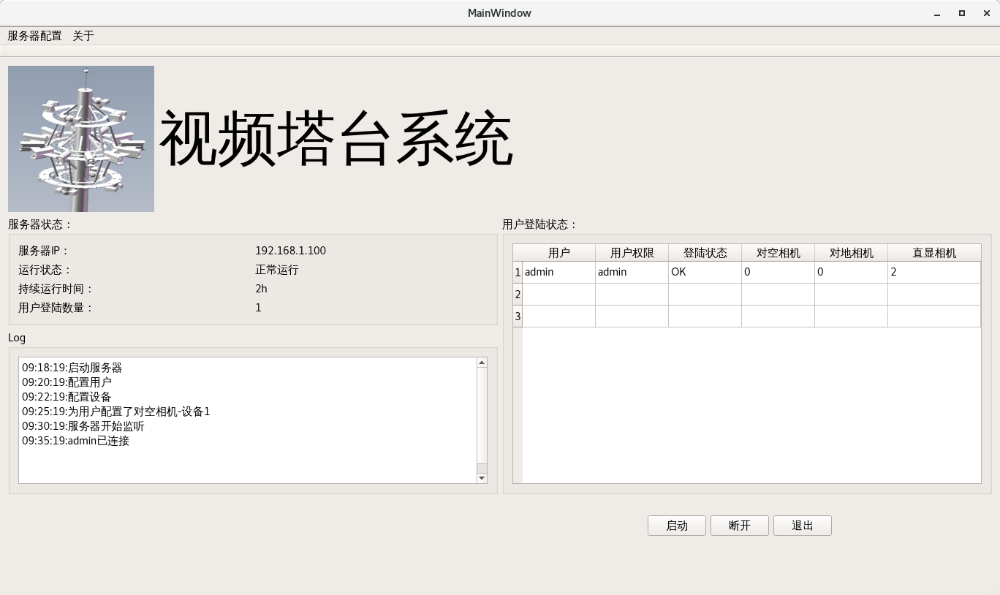 MainWindow
服务器配置 关于
视频塔台系统
服务器状态：
服务器IP： 192.168.1.100
运行状态： 正常运行
持续运行时间： 2h
用户登陆数量： 1
Log
09:18:19:启动服务器
09:20:19:配置用户
09:22:19:配置设备
09:25:19:为用户配置了对空相机-设备1
09:30:19:服务器开始监听
09:35:19:admin已连接
用户登陆状态：
用户 用户权限 登陆状态 对空相机 对地相机 直显相机
1 admin admin OK 0 0 2
2
3
启动 断开 退出